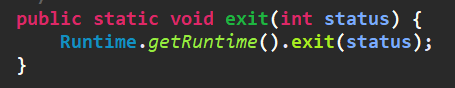 public static void exit(int status) {
    Runtime.getRuntime().exit(status);
}